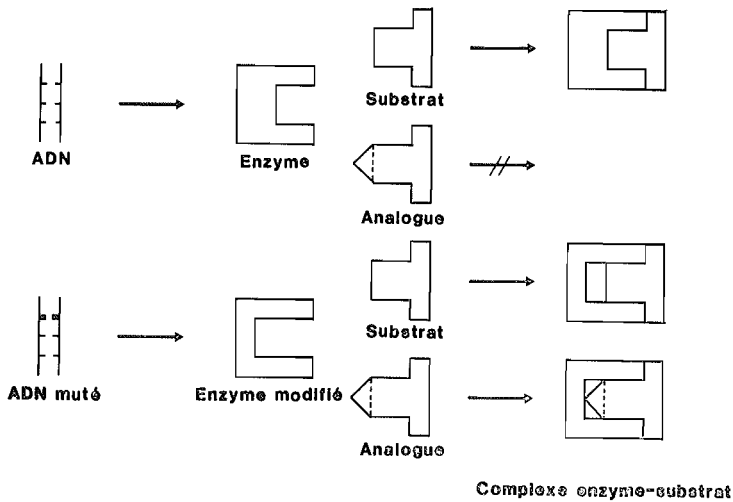 Substrat
ADN
Enzyme
Analogue
Substrat
ADN muté
Enzyme modifié
Analogue
Complexe enzyme-substrat